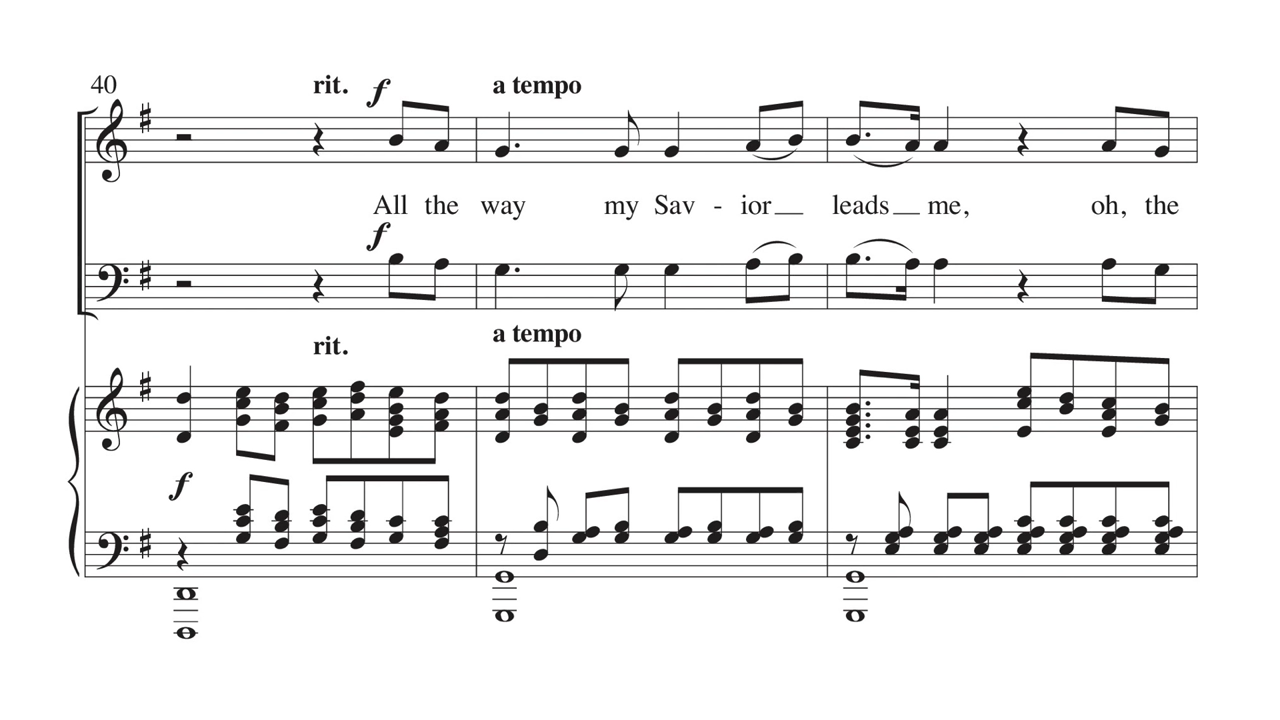 40 rit. f a tempo
All the way my Sav - ior leads me, oh, the
f
rit. a tempo
f